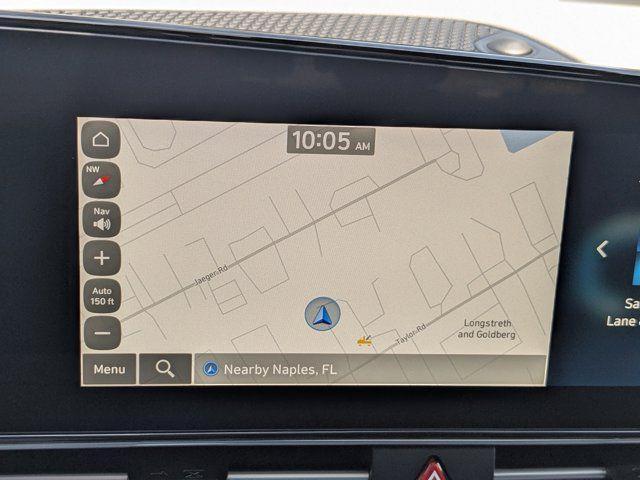 10:05 AM
NW
Nav
Auto
150 ft
Jaeger Rd
Taylor Rd
Longstreth
and Goldberg
Sa
Lane
Menu
Nearby Naples, FL